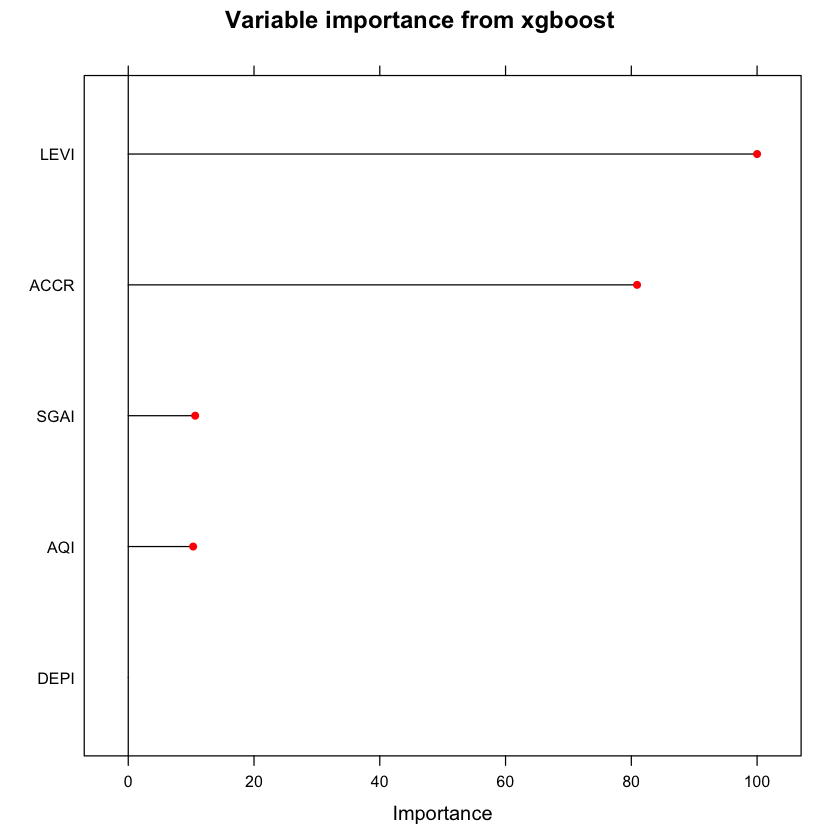 Variable importance from xgboost
LEVI
ACCR
SGAI
AQI
DEPI
0 20 40 60 80 100
Importance